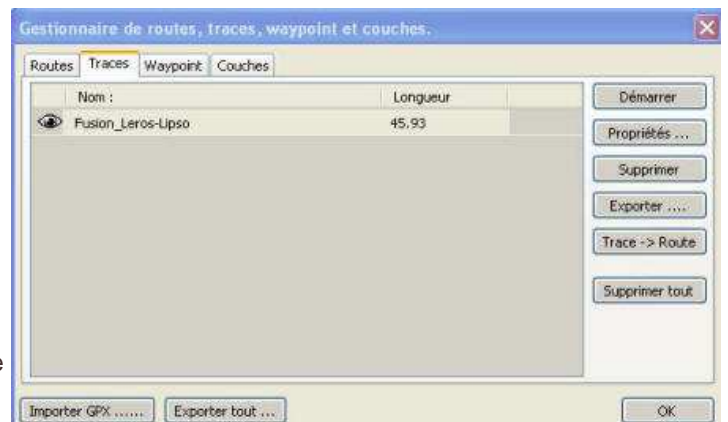 Gestionnaire de routes, traces, waypoint et couches.
Routes Traces Waypoint Couches
Nom : Longueur
Fusion_Leros-Lipso 45.93
Démarrer
Propriétés ...
Supprimer
Exporter ....
Trace -> Route
Supprimer tout
e
Importer GPX ...... Exporter tout ... OK